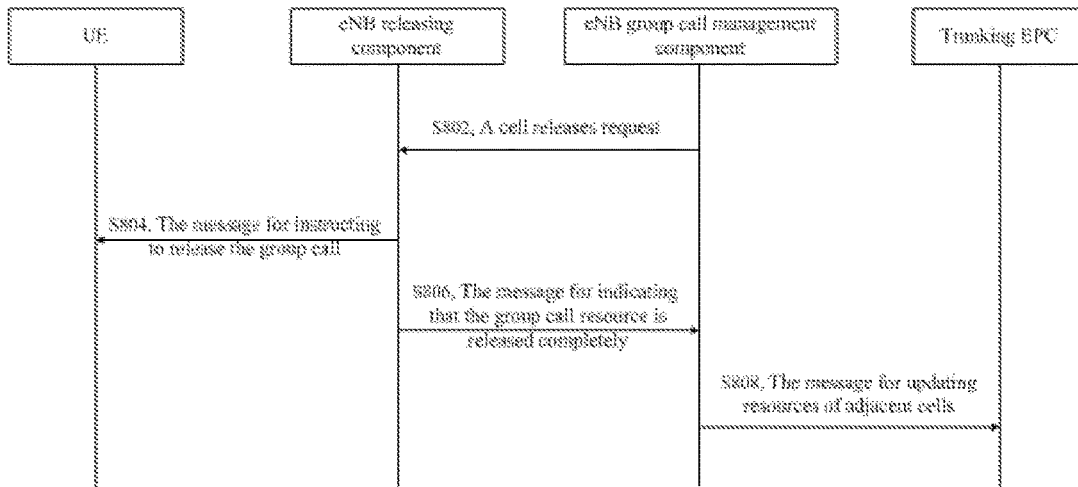 UE
eNB releasing
component
eNB group call management
component
Trunking EPC
S802, A cell releases request
S804, The message for instructing
to release the group call
S806, The message for indicating
that the group call resource is
released completely
S808, The message for updating
resources of adjacent cells